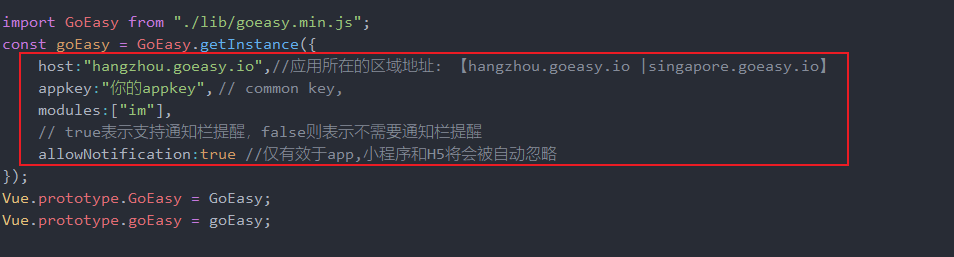 import GoEasy from "./lib/goeasy.min.js";
const goEasy = GoEasy.getInstance({
host:"hangzhou.goeasy.io",//应用所在的区域地址: 【hangzhou.goeasy.io |singapore.goeasy.io】
appkey:"你的appkey", // common key,
modules:["im"],
// true表示支持通知栏提醒，false则表示不需要通知栏提醒
allowNotification:true //仅有效于app,小程序和H5将会被自动忽略
});
Vue.prototype.GoEasy = GoEasy;
Vue.prototype.goEasy = goEasy;